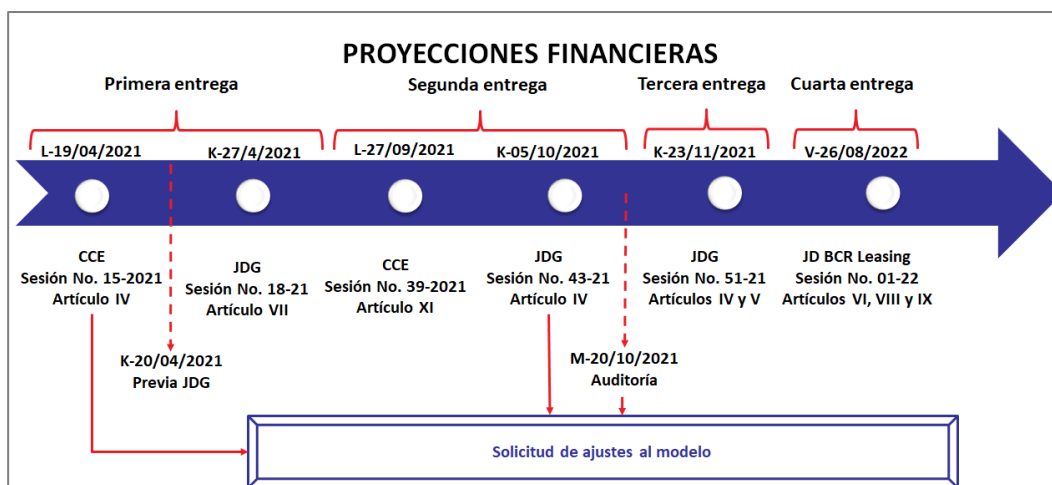 PROYECCIONES FINANCIERAS
Primera entrega
Segunda entrega
Tercera entrega
Cuarta entrega
L-19/04/2021
K-27/4/2021
L-27/09/2021
K-05/10/2021
K-23/11/2021
V-26/08/2022
CCE
Sesión No. 15-2021
Artículo IV
JDG
Sesión No. 18-21
Artículo VII
CCE
Sesión No. 39-2021
Artículo XI
JDG
Sesión No. 43-21
Artículo IV
JDG
Sesión No. 51-21
Artículos IV y V
JD BCR Leasing
Sesión No. 01-22
Artículos VI, VIII y IX
K-20/04/2021
Previa JDG
M-20/10/2021
Auditoría
Solicitud de ajustes al modelo